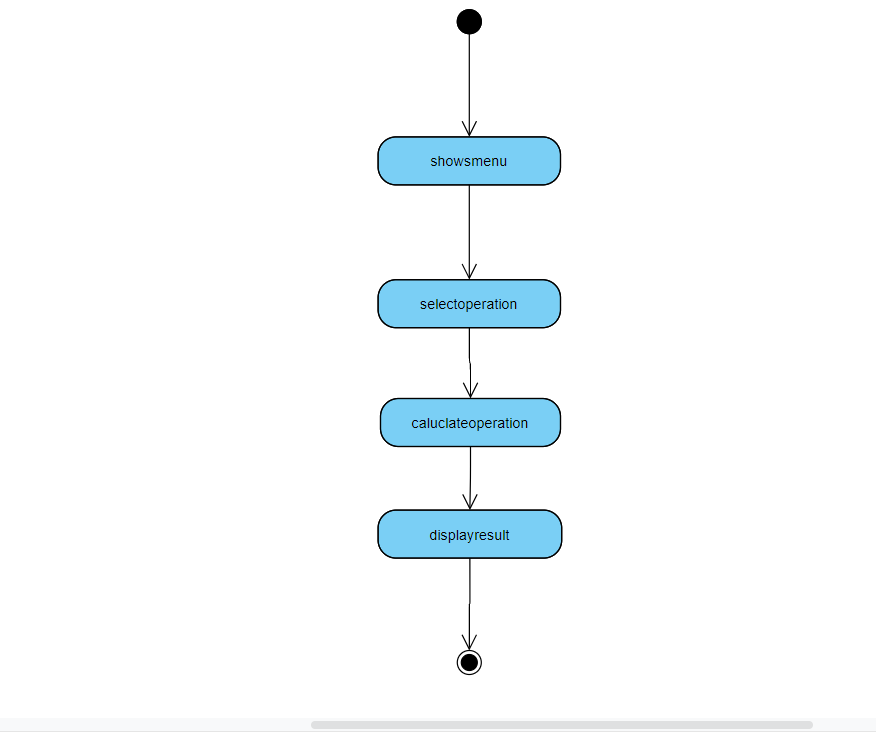 showsmenu
selectoperation
caluclateoperation
displayresult